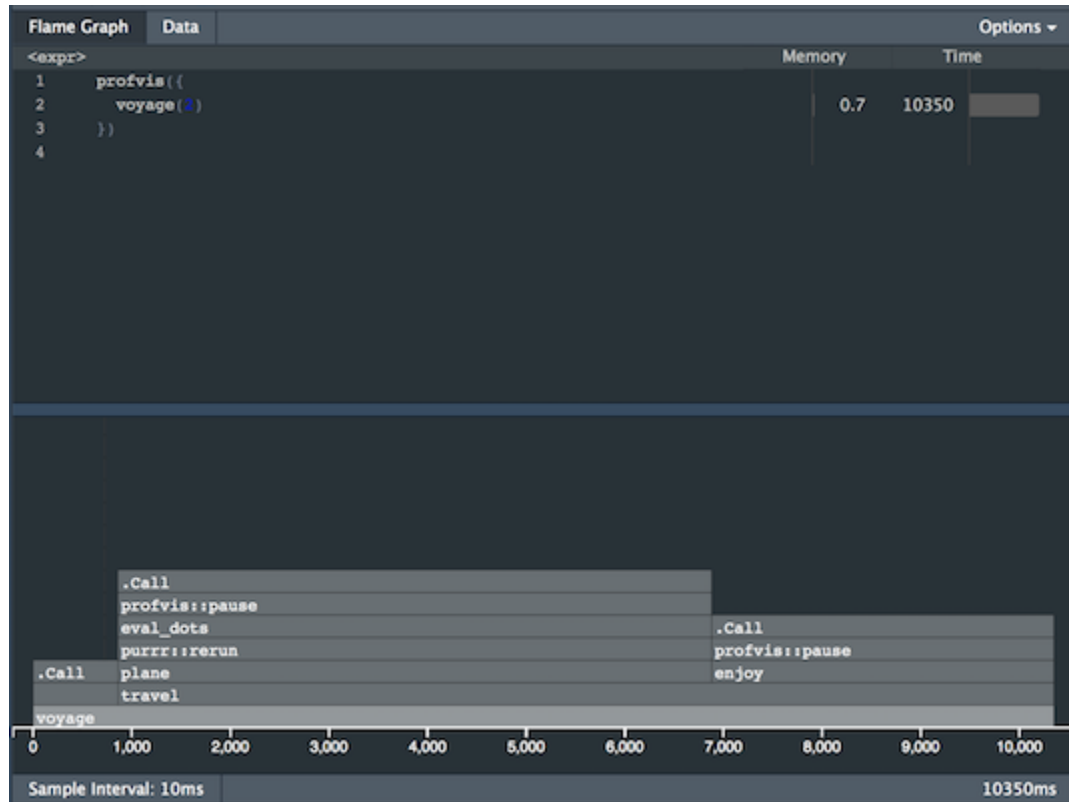 Flame Graph Data Options
<expr> Memory Time
1 profvis({
2 voyage(2) 0.7 10350
3 })
4
.Call
profvis::pause
eval_dots .Call
purrr::rerun profvis::pause
.Call plane enjoy
travel
voyage
0 1,000 2,000 3,000 4,000 5,000 6,000 7,000 8,000 9,000 10,000
Sample Interval: 10ms 10350ms